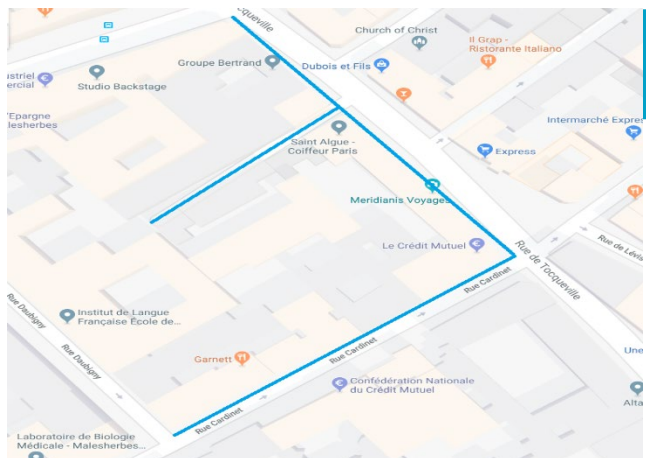 cqueville
Church of Christ
Il Grap -
Ristorante Italiano
Groupe Bertrand
Dubois et Fils
ustriel
ercial
Studio Backstage
'Epargne
lesherbes
Intermarché Expres
Saint Algue -
Coiffeur Paris
Express
Meridianis Voyages
Le Crédit Mutuel
Rue de Tocqueville
Rue de Lévis
Rue Cardinet
Institut de Langue
Française École de...
Rue Daubigny
Rue Daubigny
Rue Cardinet
Une
Garnett
Confédération Nationale
du Crédit Mutuel
Alta
Rue Cardinet
Laboratoire de Biologie
Médicale - Malesherbes...